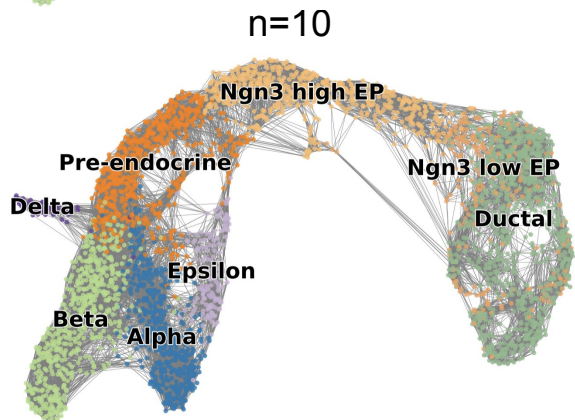 n=10
Ngn3 high EP
Pre-endocrine
Ngn3 low EP
Delta
Ductal
Epsilon
Beta
Alpha